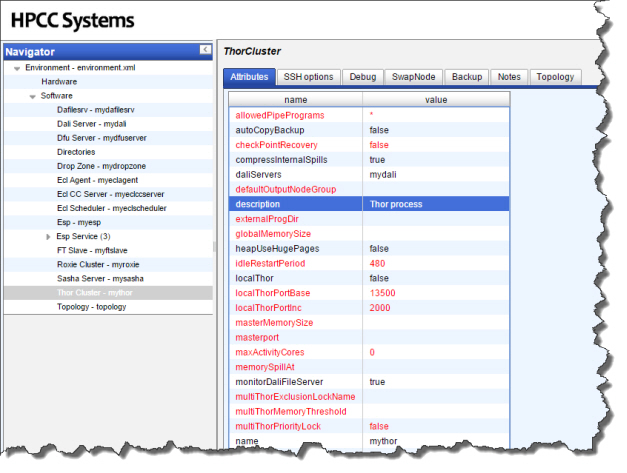 HPCC Systems
Navigator
Environment - environment.xml
Hardware
Software
Dafilesrv - mydafilesrv
Dali Server - mydali
Dfu Server - mydfuserver
Directories
Drop Zone - mydropzone
Ecl Agent - myeclagent
Ecl CC Server - myeclccserver
Ecl Scheduler - myeclscheduler
Esp - myesp
Esp Service (3)
FT Slave - myftslave
Roxie Cluster - myroxie
Sasha Server - mysasha
Thor Cluster - mythor
Topology - topology
ThorCluster
Attributes SSH options Debug SwapNode Backup Notes Topology
name value
allowedPipePrograms *
autoCopyBackup false
checkPointRecovery false
compressInternalSpills true
daliServers mydali
defaultOutputNodeGroup
description Thor process
externalProgDir
globalMemorySize
heapUseHugePages false
idleRestartPeriod 480
localThor false
localThorPortBase 13500
localThorPortInc 2000
masterMemorySize
masterport
maxActivityCores 0
memorySpillAt
monitorDaliFileServer true
multiThorExclusionLockName
multiThorMemoryThreshold
multiThorPriorityLock false
name mythor